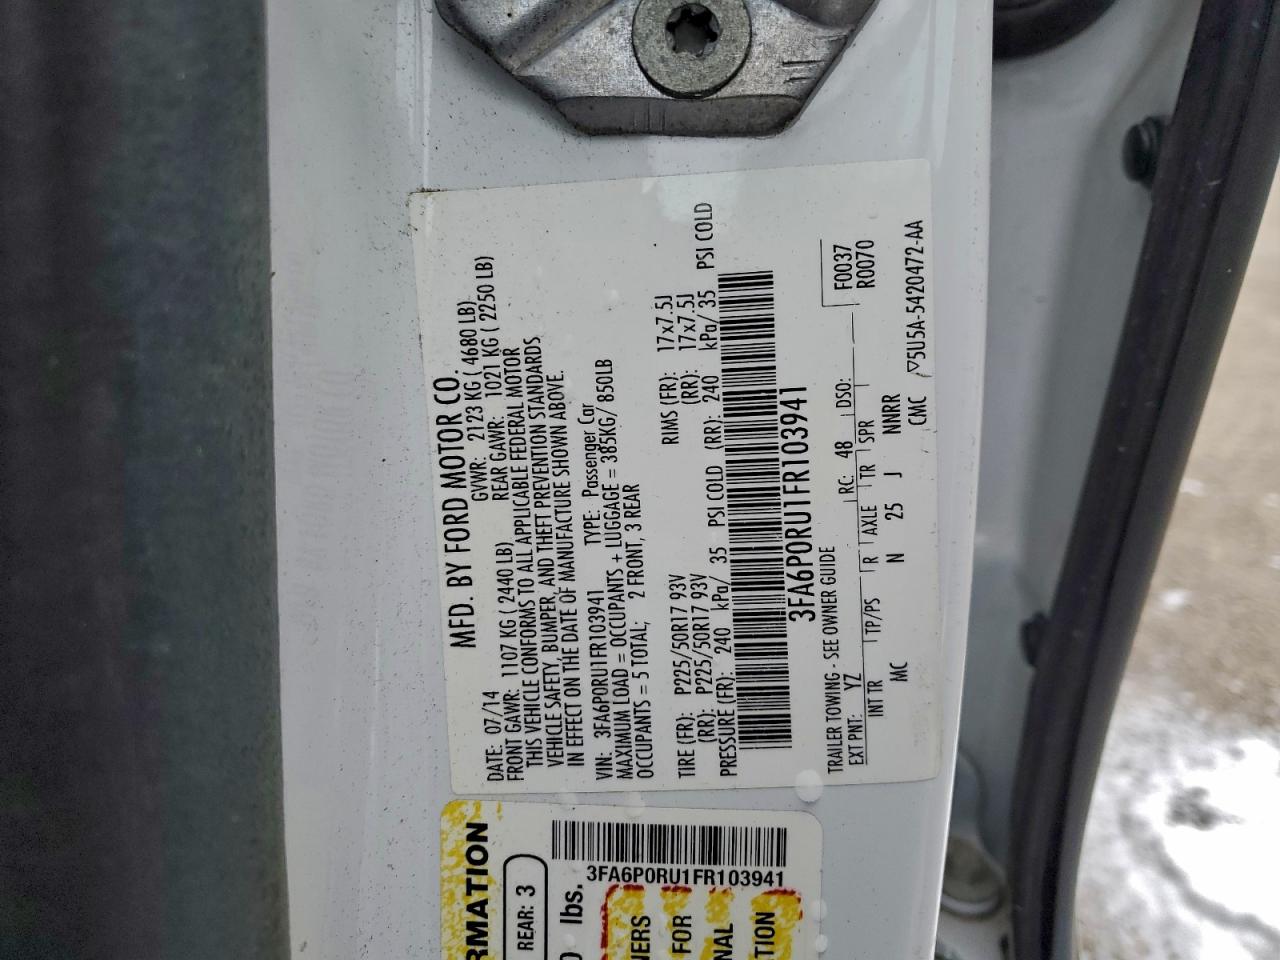 MFD. BY FORD MOTOR CO.
DATE: 07/14 GVWR: 2123 KG ( 4680 LB)
FRONT GAWR: 1107 KG ( 2440 LB) REAR GAWR: 1021 KG ( 2250 LB)
THIS VEHICLE CONFORMS TO ALL APPLICABLE FEDERAL MOTOR
VEHICLE SAFETY, BUMPER, AND THEFT PREVENTION STANDARDS
IN EFFECT ON THE DATE OF MANUFACTURE SHOWN ABOVE.
VIN: 3FA6P0RU1FR103941 TYPE: Passenger Car
MAXIMUM LOAD = OCCUPANTS + LUGGAGE = 385KG/ 850LB
OCCUPANTS = 5 TOTAL; 2 FRONT, 3 REAR
TIRE (FR): P225/50R17 93V RIMS (FR): 17x7.5J
(RR): P225/50R17 93V (RR): 17x7.5J
PRESSURE (FR): 240 kPa/ 35 PSI COLD (RR): 240 kPa/ 35 PSI COLD
3FA6P0RU1FR103941
TRAILER TOWING - SEE OWNER GUIDE
EXT PNT: YZ RC: 48 DSO: F0037
R0070
INT TR TP/PS R AXLE TR SPR
MC N 25 J NNRR
CMC ▽5U5A-5420472-AA
RMATION
REAR: 3
lbs.
3FA6P0RU1FR103941
NERS
FOR
NAL
TION